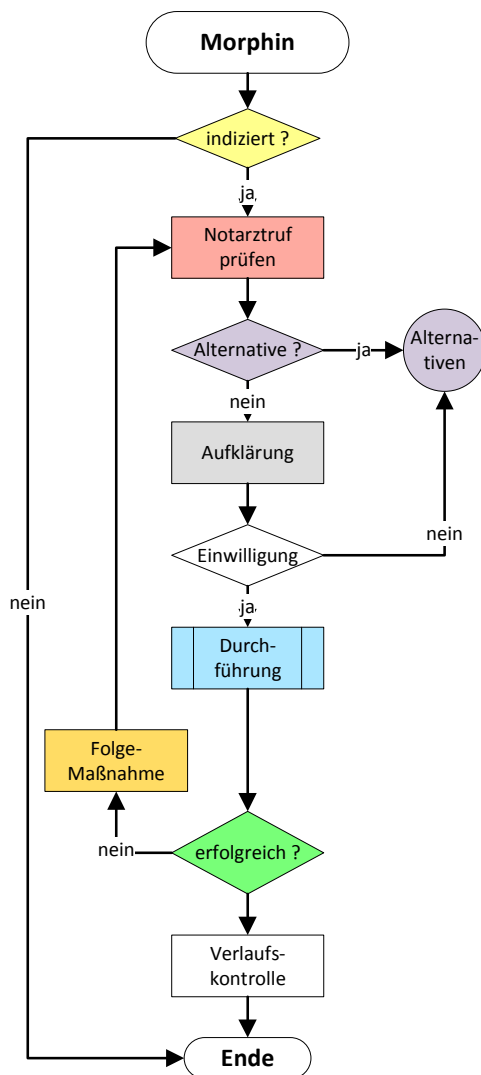 Morphin
indiziert ?
ja
Notarztruf
prüfen
Alternative ?
ja
Alterna-
tiven
nein
Aufklärung
nein
Einwilligung
nein
ja
Durch-
führung
Folge-
Maßnahme
nein
erfolgreich ?
Verlaufs-
kontrolle
Ende